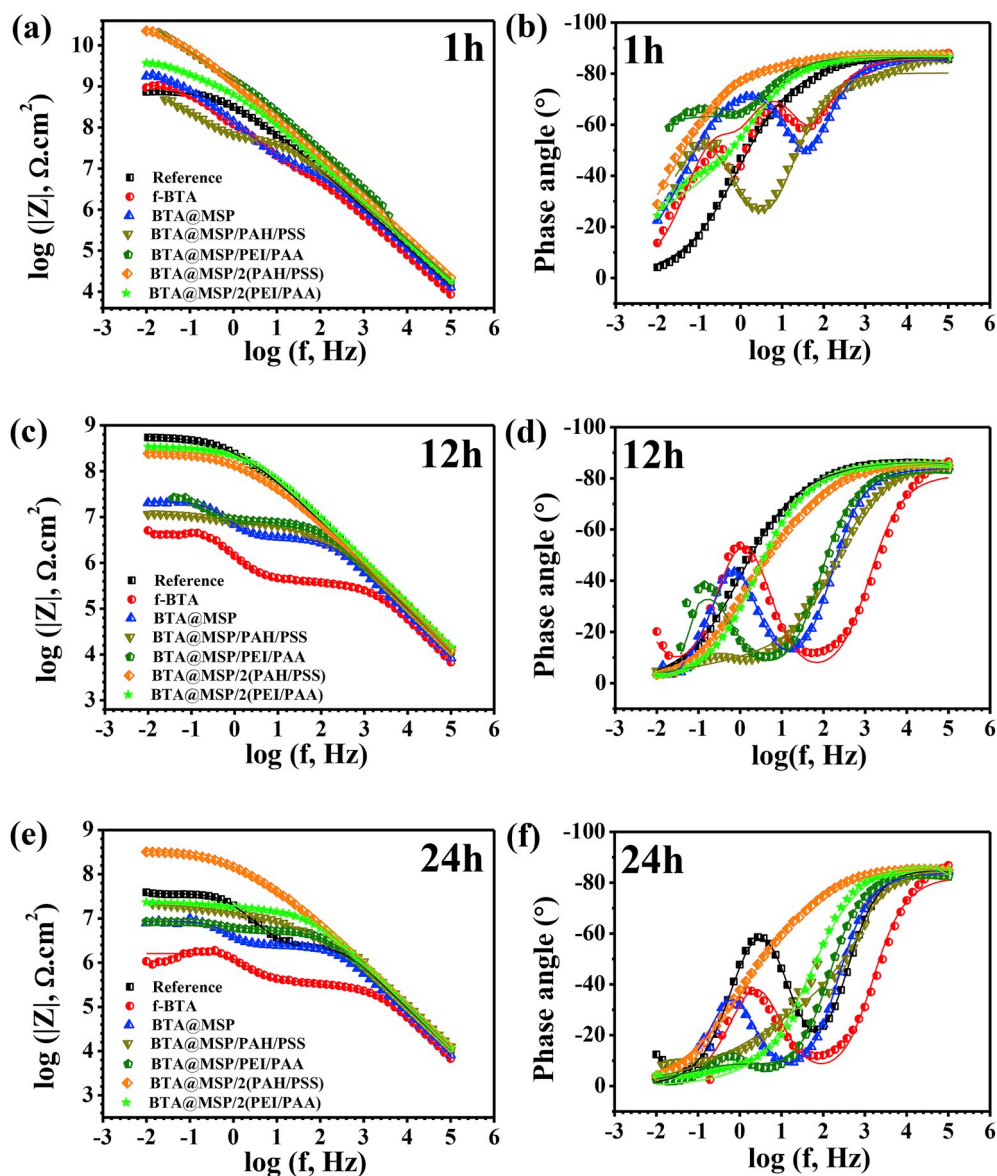 (a)
1h
log (|Z|, Ω.cm²)
10
9
8
7
6
5
4
Reference
f-BTA
BTA@MSP
BTA@MSP/PAH/PSS
BTA@MSP/PEI/PAA
BTA@MSP/2(PAH/PSS)
BTA@MSP/2(PEI/PAA)
-3 -2 -1 0 1 2 3 4 5 6
log (f, Hz)
(b)
1h
Phase angle (°)
-100
-80
-60
-40
-20
0
-3 -2 -1 0 1 2 3 4 5 6
log (f, Hz)
(c)
12h
log (|Z|, Ω.cm²)
9
8
7
6
5
4
3
Reference
f-BTA
BTA@MSP
BTA@MSP/PAH/PSS
BTA@MSP/PEI/PAA
BTA@MSP/2(PAH/PSS)
BTA@MSP/2(PEI/PAA)
-3 -2 -1 0 1 2 3 4 5 6
log (f, Hz)
(d)
12h
Phase angle (°)
-100
-80
-60
-40
-20
0
-3 -2 -1 0 1 2 3 4 5 6
log(f, Hz)
(e)
24h
log (|Z|, Ω.cm²)
9
8
7
6
5
4
3
Reference
f-BTA
BTA@MSP
BTA@MSP/PAH/PSS
BTA@MSP/PEI/PAA
BTA@MSP/2(PAH/PSS)
BTA@MSP/2(PEI/PAA)
-3 -2 -1 0 1 2 3 4 5 6
log (f, Hz)
(f)
24h
Phase angle (°)
-100
-80
-60
-40
-20
0
-3 -2 -1 0 1 2 3 4 5 6
log (f, Hz)